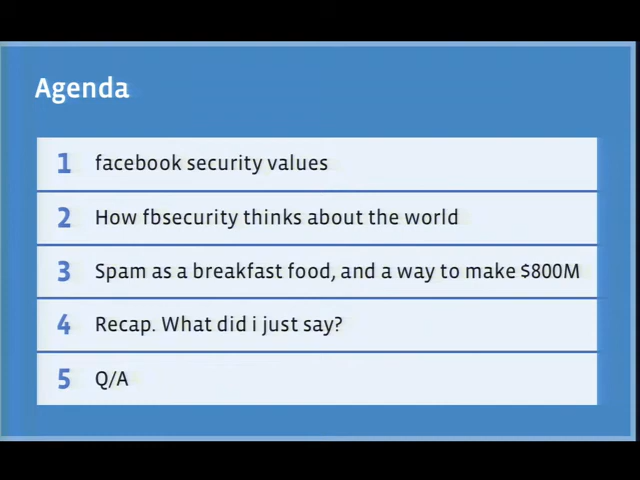 Agenda
1 facebook security values
2 How fbsecurity thinks about the world
3 Spam as a breakfast food, and a way to make $800M
4 Recap. What did i just say?
5 Q/A